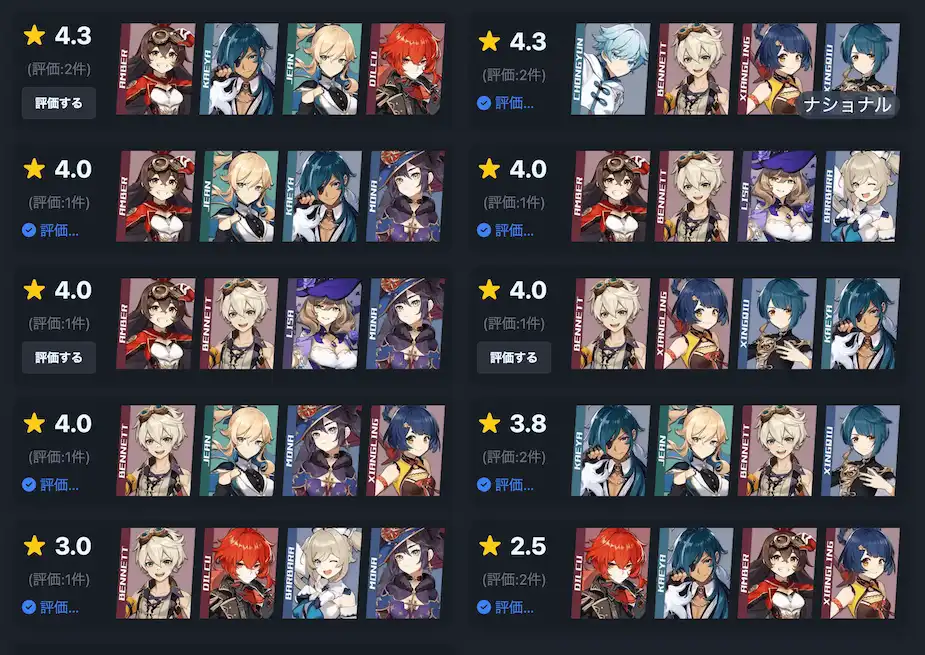 4.3
(評価:2件)
評価する
AMBER
KAEYA
JEAN
DILCU
4.3
(評価:2件)
評価...
CHONGYUN
BENNETT
XIANGLING
XINGQIU
ナショナル
4.0
(評価:1件)
評価...
AMBER
JEAN
KAEYA
MONA
4.0
(評価:1件)
評価...
AMBER
BENNETT
LISA
BARBARA
4.0
(評価:1件)
評価する
AMBER
BENNETT
LISA
MONA
4.0
(評価:1件)
評価する
BENNETT
XIANGLING
XINGQIU
KAEYA
4.0
(評価:1件)
評価...
BENNETT
JEAN
MONA
XIANGLING
3.8
(評価:2件)
評価...
KAEYA
JEAN
BENNETT
XINGQIU
3.0
(評価:1件)
評価...
BENNETT
DILCU
BARBARA
MONA
2.5
(評価:2件)
評価...
DILCU
KAEYA
AMBER
XIANGLING